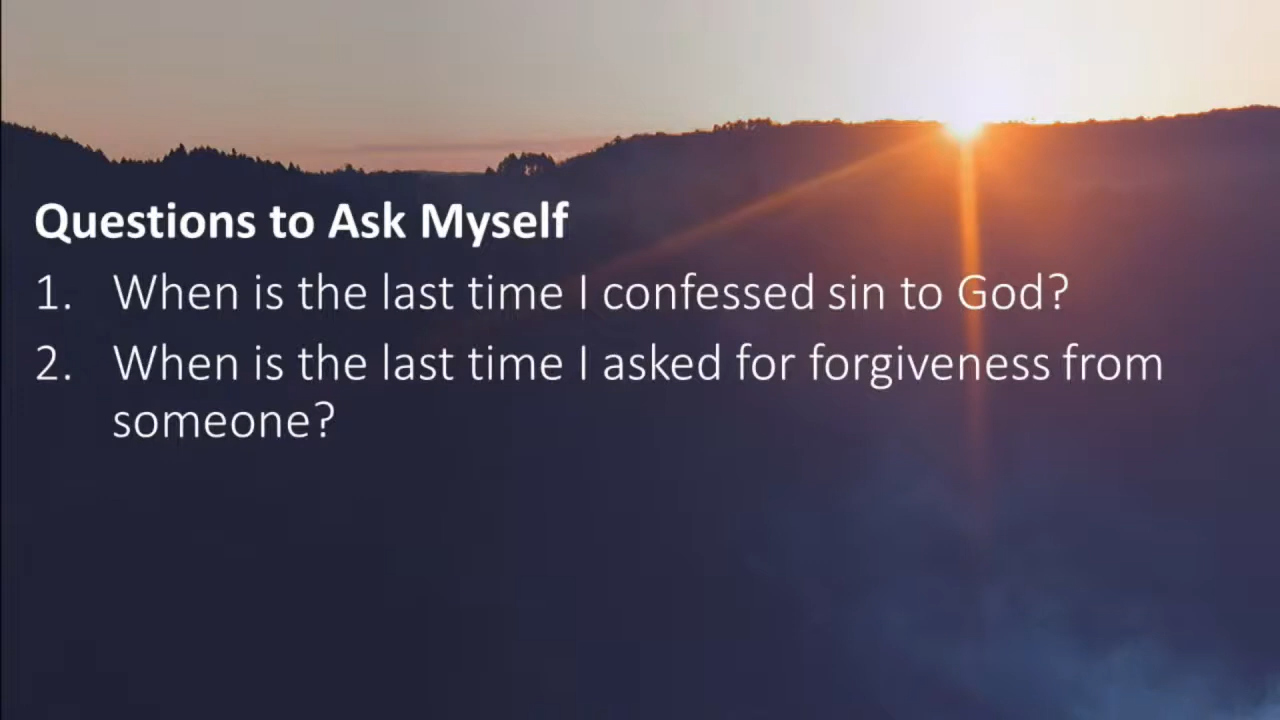 Questions to Ask Myself
1. When is the last time I confessed sin to God?
2. When is the last time I asked for forgiveness from
someone?